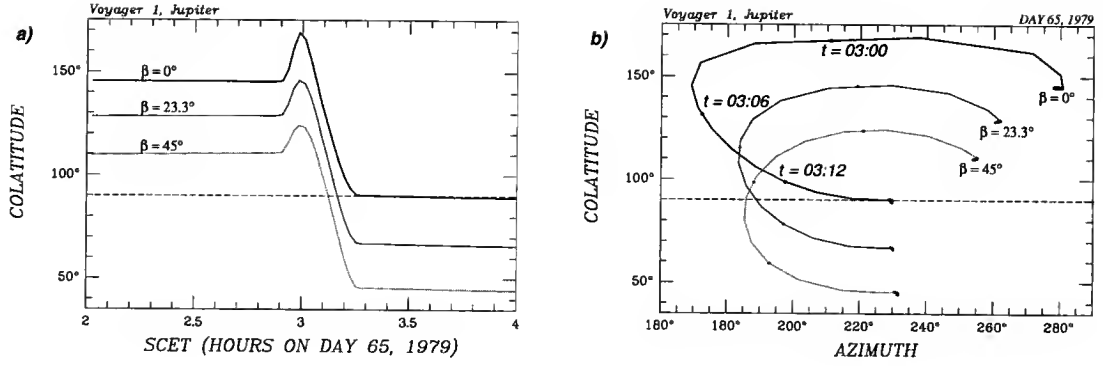 a)
Voyager 1, Jupiter
COLATITUDE
150°
100°
50°
β = 0°
β = 23.3°
β = 45°
2 2.5 3 3.5 4
SCET (HOURS ON DAY 65, 1979)
b)
Voyager 1, Jupiter DAY 65, 1979
COLATITUDE
150°
100°
50°
t = 03:00
t = 03:06
t = 03:12
β = 0°
β = 23.3°
β = 45°
180° 200° 220° 240° 260° 280°
160°
AZIMUTH